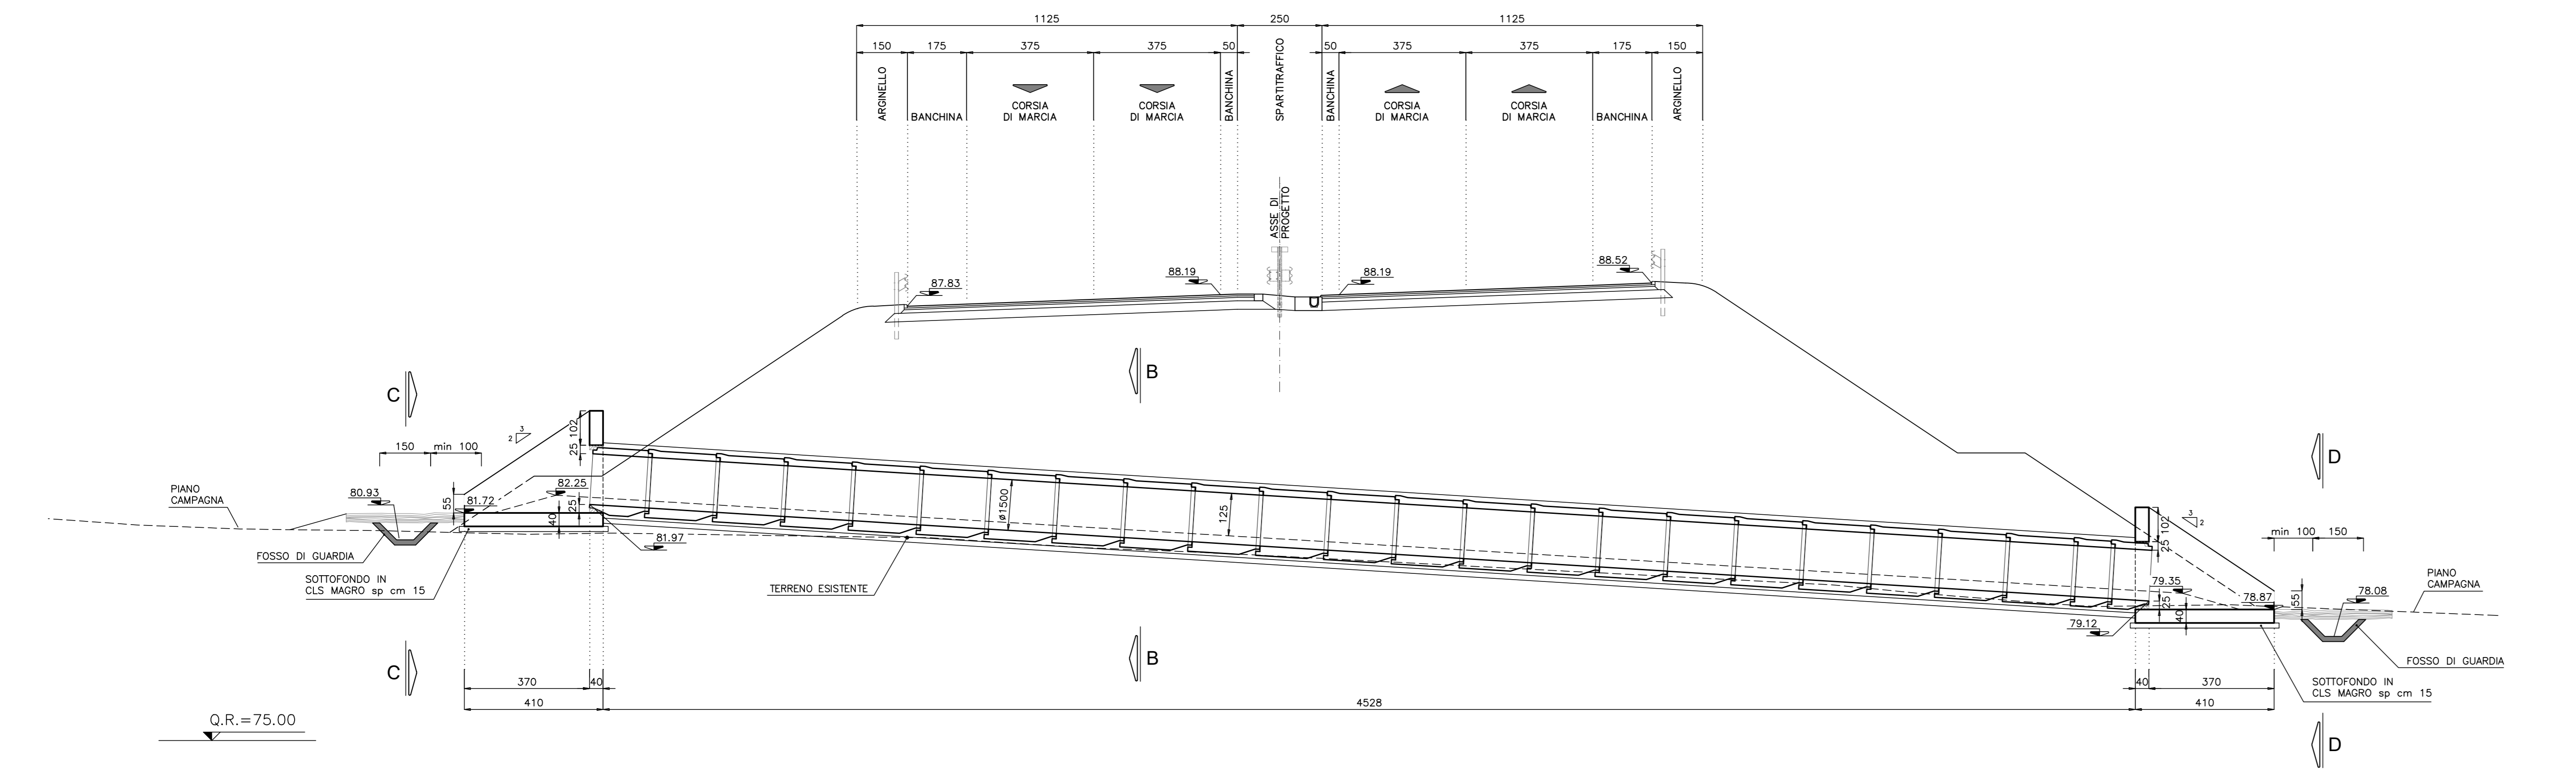 1125 250 1125
150 175 375 375 50 50 375 375 175 150
ARGINELLO
BANCHINA
CORSIA
DI MARCIA
CORSIA
DI MARCIA
BANCHINA
SPARTITRAFFICO
BANCHINA
CORSIA
DI MARCIA
CORSIA
DI MARCIA
BANCHINA
ARGINELLO
ASSE DI
PROGETTO
87.83
88.19
88.19
88.52
C
B
D
3
2
102
25
150 min 100
PIANO
CAMPAGNA
80.93
55
81.72
82.25
25
40
81.97
FOSSO DI GUARDIA
SOTTOFONDO IN
CLS MAGRO sp cm 15
TERRENO ESISTENTE
ø1500
125
102
25
3
2
min 100 150
PIANO
CAMPAGNA
79.35
78.87
25
40
55
78.08
79.12
FOSSO DI GUARDIA
SOTTOFONDO IN
CLS MAGRO sp cm 15
C
B
D
370 40
40 370
410 4528 410
Q.R.=75.00